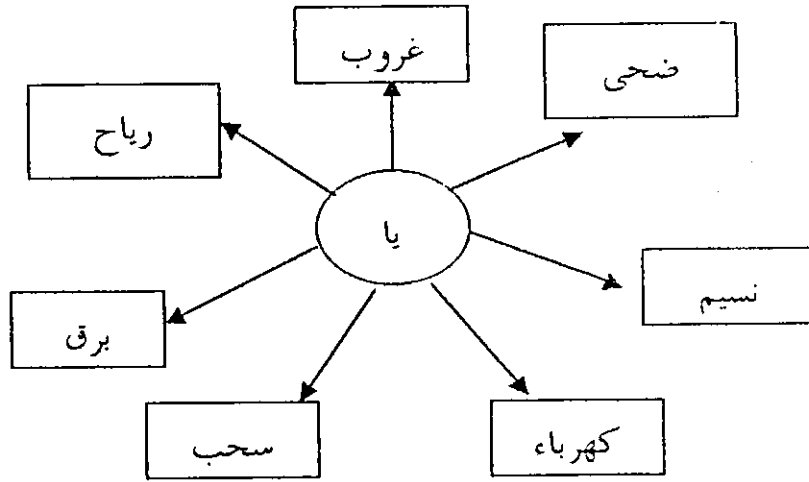 غروب
ضحى
رياح
يا
نسيم
برق
سحب
كهرباء